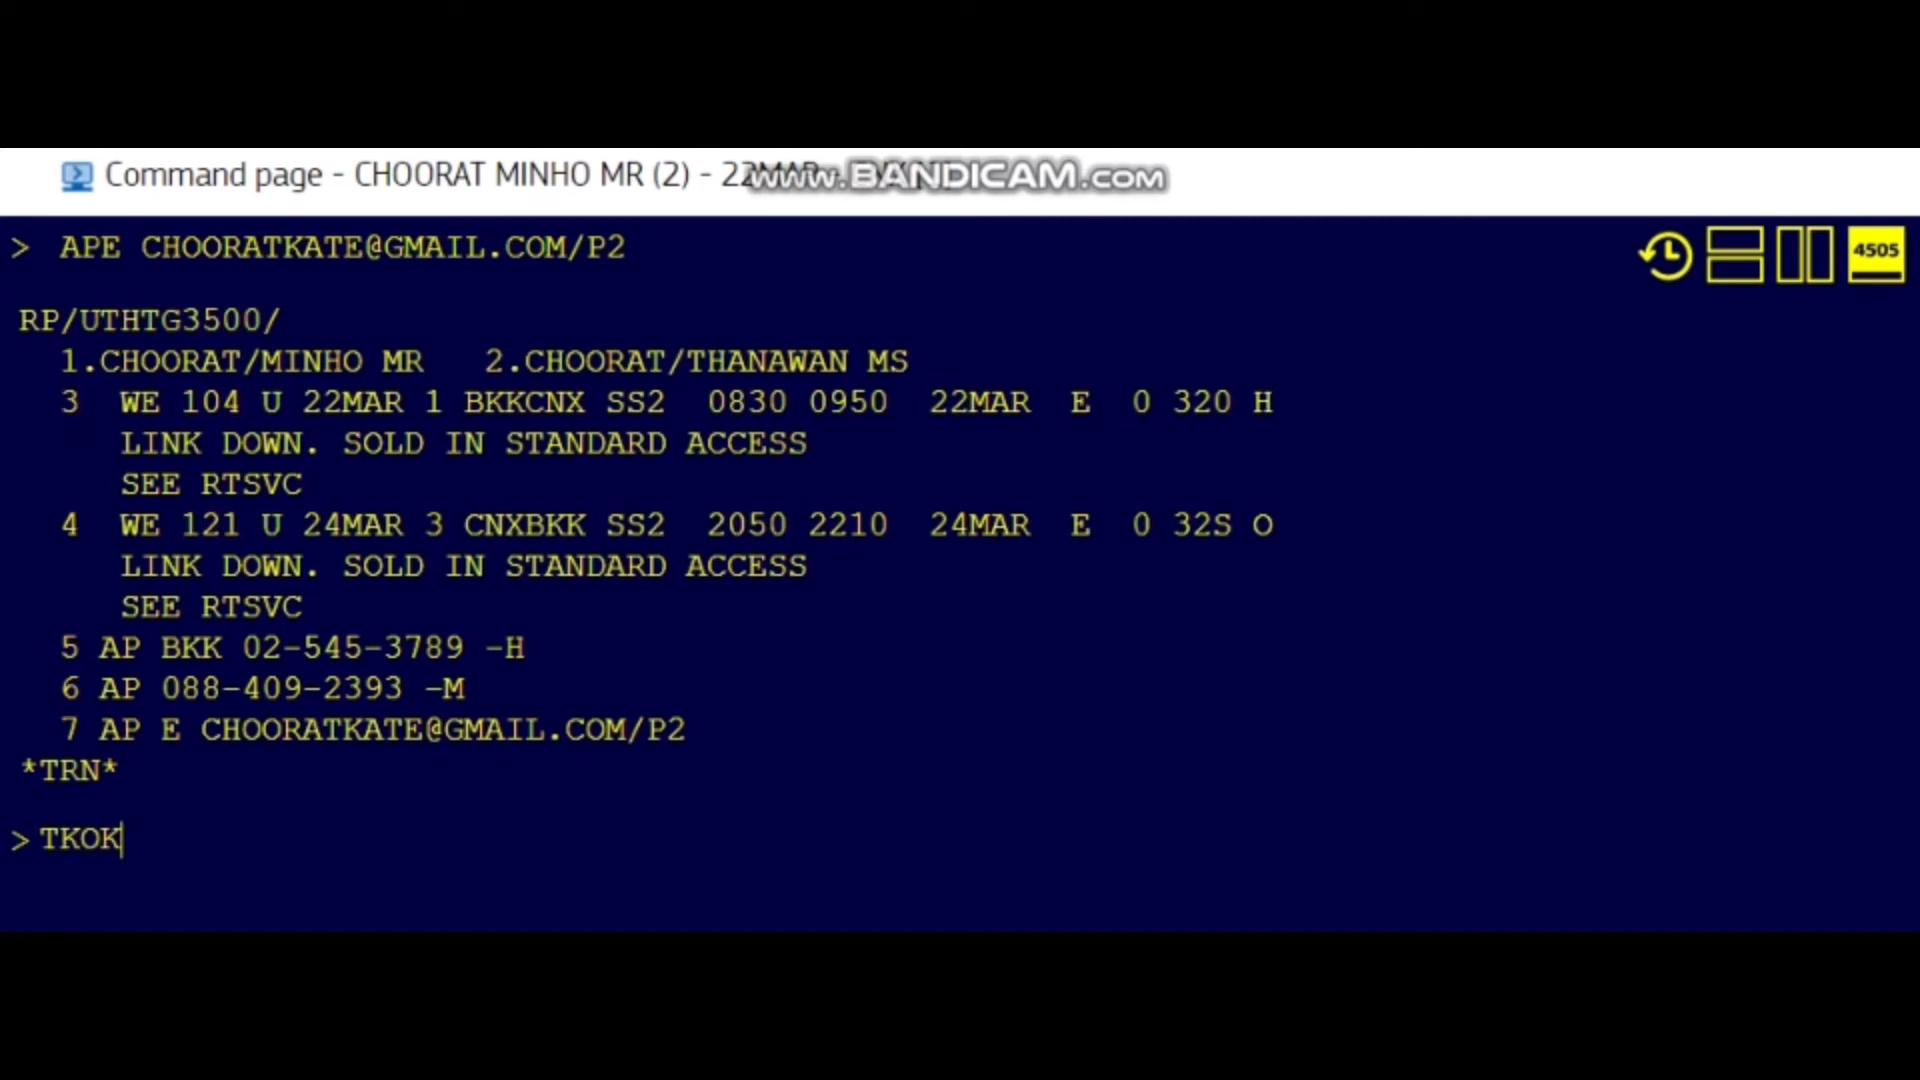 Command page - CHOORAT MINHO MR (2) - 22MAR
www.BANDICAM.com
> APE CHOORATKATE@GMAIL.COM/P2
4505
RP/UTHTG3500/
1.CHOORAT/MINHO MR 2.CHOORAT/THANAWAN MS
3 WE 104 U 22MAR 1 BKKCNX SS2 0830 0950 22MAR E 0 320 H
LINK DOWN. SOLD IN STANDARD ACCESS
SEE RTSVC
4 WE 121 U 24MAR 3 CNXBKK SS2 2050 2210 24MAR E 0 32S O
LINK DOWN. SOLD IN STANDARD ACCESS
SEE RTSVC
5 AP BKK 02-545-3789 -H
6 AP 088-409-2393 -M
7 AP E CHOORATKATE@GMAIL.COM/P2
*TRN*
> TKOK